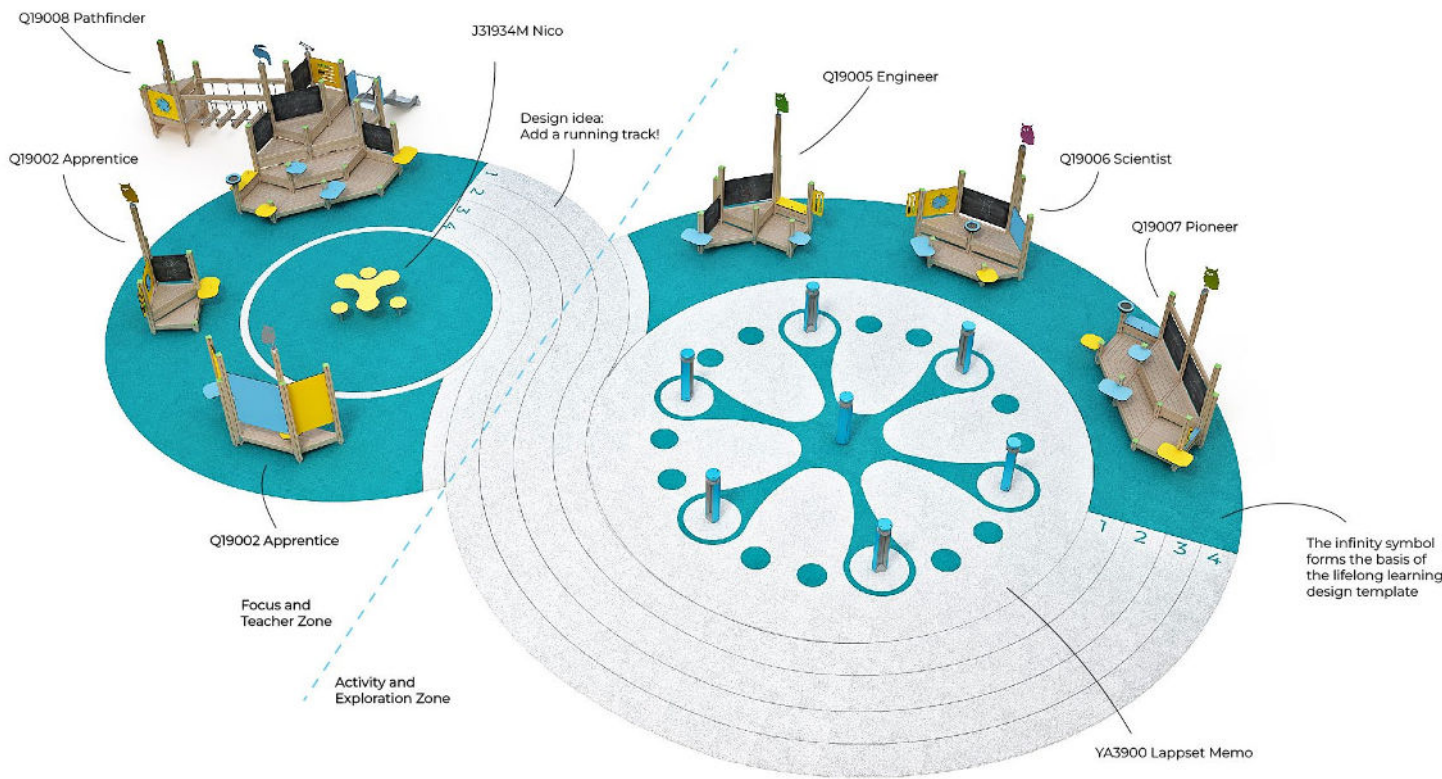 Q19008 Pathfinder
J31934M Nico
Q19005 Engineer
Design idea:
Add a running track!
Q19002 Apprentice
Q19006 Scientist
Q19007 Pioneer
1
2
3
4
1
2
3
4
Q19002 Apprentice
The infinity symbol
forms the basis of
the lifelong learning
design template
Focus and
Teacher Zone
Activity and
Exploration Zone
YA3900 Lappset Memo